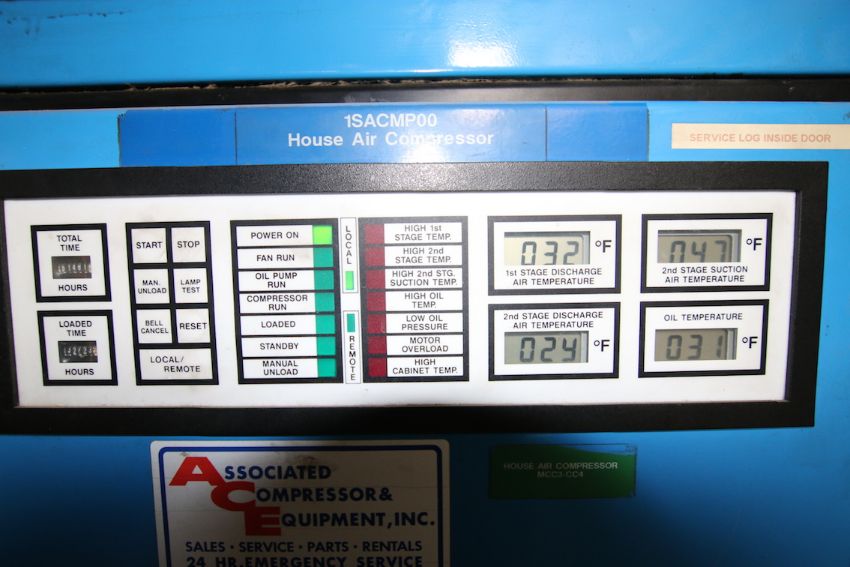 1SACMP00
House Air Compressor
SERVICE LOG INSIDE DOOR
TOTAL
TIME
HOURS
LOADED
TIME
HOURS
START
STOP
MAN.
UNLOAD
LAMP
TEST
BELL
CANCEL
RESET
LOCAL/
REMOTE
POWER ON
FAN RUN
OIL PUMP
RUN
COMPRESSOR
RUN
LOADED
STANDBY
MANUAL
UNLOAD
LOCAL
REMOTE
HIGH 1st
STAGE TEMP.
HIGH 2nd
STAGE TEMP.
HIGH 2nd STG.
SUCTION TEMP.
HIGH OIL
TEMP.
LOW OIL
PRESSURE
MOTOR
OVERLOAD
HIGH
CABINET TEMP.
032 °F
1st STAGE DISCHARGE
AIR TEMPERATURE
047 °F
2nd STAGE SUCTION
AIR TEMPERATURE
2nd STAGE DISCHARGE
AIR TEMPERATURE
024 °F
OIL TEMPERATURE
031 °F
ASSOCIATED
COMPRESSOR &
EQUIPMENT, INC.
SALES · SERVICE · PARTS · RENTALS
24 HR. EMERGENCY SERVICE
HOUSE AIR COMPRESSOR
MCC3-CC4